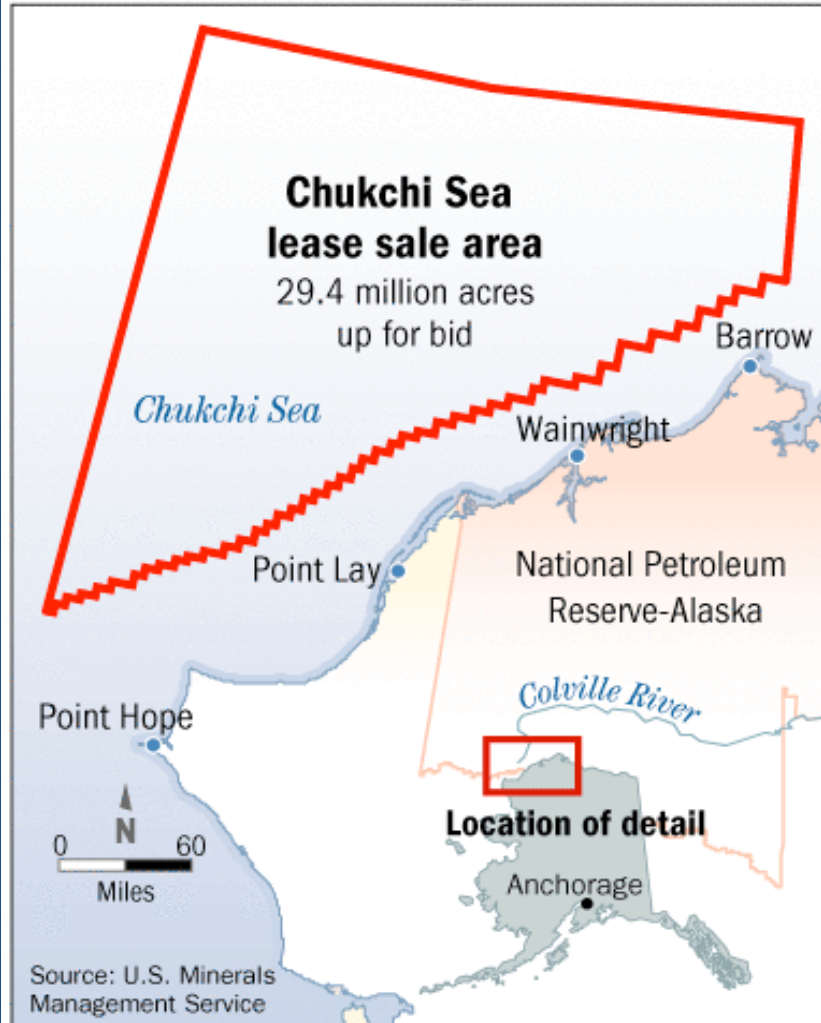 Chukchi Sea
lease sale area
29.4 million acres
up for bid
Barrow
Chukchi Sea
Wainwright
Point Lay
National Petroleum
Reserve-Alaska
Colville River
Point Hope
N
0 60
Miles
Location of detail
Anchorage
Source: U.S. Minerals
Management Service